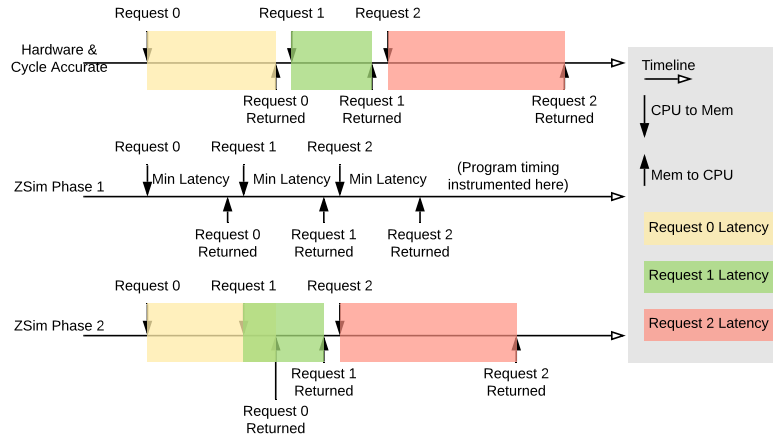 Request 0
Request 1
Request 2
Hardware &
Cycle Accurate
Request 0
Returned
Request 1
Returned
Request 2
Returned
Request 0
Request 1
Request 2
ZSim Phase 1
Min Latency
Min Latency
Min Latency
(Program timing
instrumented here)
Request 0
Returned
Request 1
Returned
Request 2
Returned
Request 0
Request 1
Request 2
ZSim Phase 2
Request 1
Returned
Request 2
Returned
Request 0
Returned
Timeline
CPU to Mem
Mem to CPU
Request 0 Latency
Request 1 Latency
Request 2 Latency